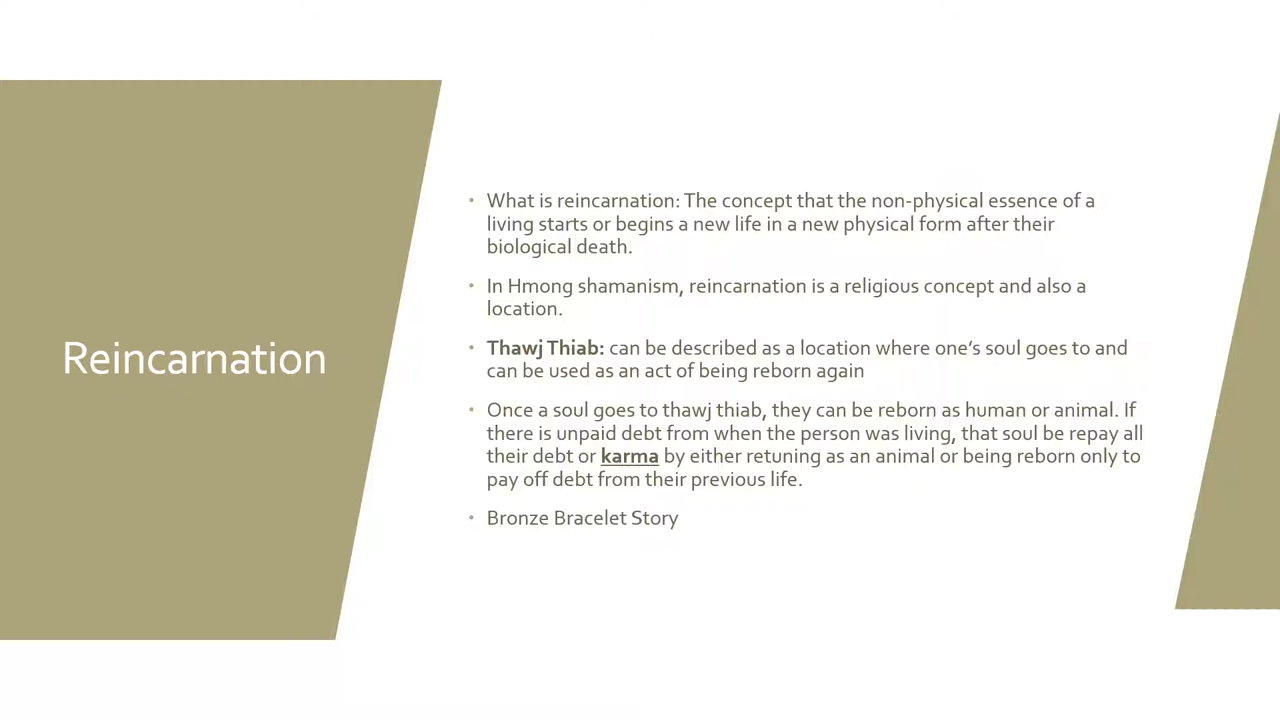 Reincarnation
• What is reincarnation: The concept that the non-physical essence of a
living starts or begins a new life in a new physical form after their
biological death.
• In Hmong shamanism, reincarnation is a religious concept and also a
location.
• Thawj Thiab: can be described as a location where one's soul goes to and
can be used as an act of being reborn again
• Once a soul goes to thawj thiab, they can be reborn as human or animal. If
there is unpaid debt from when the person was living, that soul be repay all
their debt or karma by either retuning as an animal or being reborn only to
pay off debt from their previous life.
• Bronze Bracelet Story